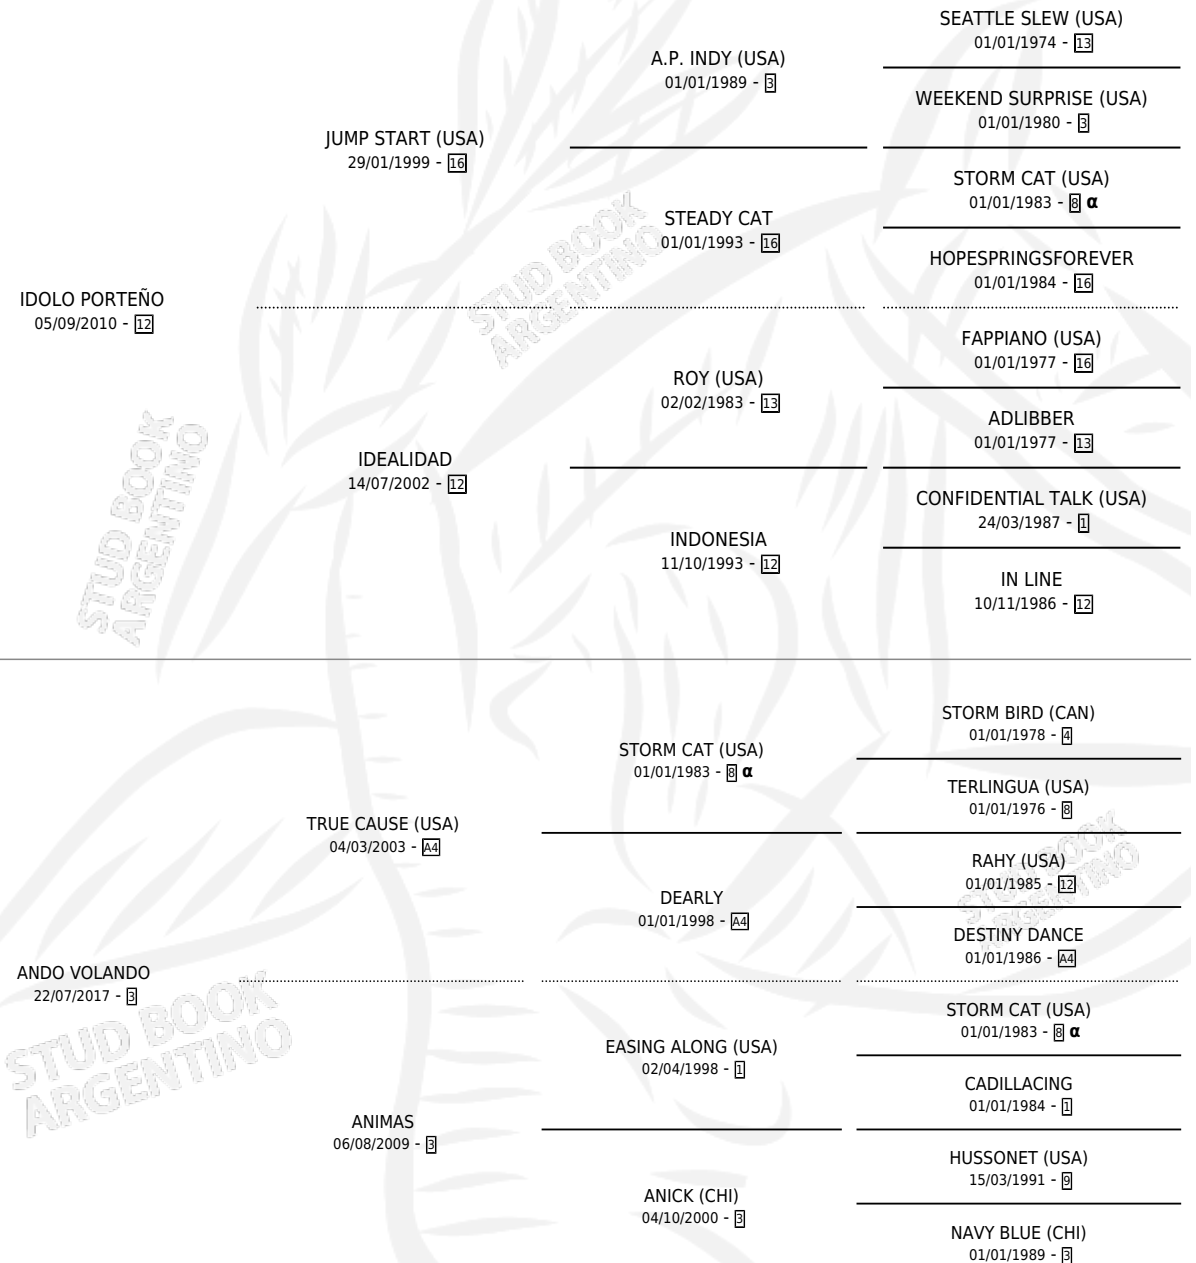 SEATTLE SLEW (USA)
01/01/1974 - 13
A.P. INDY (USA)
01/01/1989 - 3
WEEKEND SURPRISE (USA)
01/01/1980 - 3
JUMP START (USA)
29/01/1999 - 16
STORM CAT (USA)
01/01/1983 - 8 α
STEADY CAT
01/01/1993 - 16
HOPESPRINGSFOREVER
01/01/1984 - 16
IDOLO PORTEÑO
05/09/2010 - 12
FAPPIANO (USA)
01/01/1977 - 16
ROY (USA)
02/02/1983 - 13
ADLIBBER
01/01/1977 - 13
IDEALIDAD
14/07/2002 - 12
CONFIDENTIAL TALK (USA)
24/03/1987 - 1
INDONESIA
11/10/1993 - 12
IN LINE
10/11/1986 - 12
STORM BIRD (CAN)
01/01/1978 - 4
STORM CAT (USA)
01/01/1983 - 8 α
TERLINGUA (USA)
01/01/1976 - 8
TRUE CAUSE (USA)
04/03/2003 - A4
RAHY (USA)
01/01/1985 - 12
DEARLY
01/01/1998 - A4
DESTINY DANCE
01/01/1986 - A4
ANDO VOLANDO
22/07/2017 - 3
STORM CAT (USA)
01/01/1983 - 8 α
EASING ALONG (USA)
02/04/1998 - 1
CADILLACING
01/01/1984 - 1
ANIMAS
06/08/2009 - 3
HUSSONET (USA)
15/03/1991 - 9
ANICK (CHI)
04/10/2000 - 3
NAVY BLUE (CHI)
01/01/1989 - 3
STUD BOOK
ARGENTINO
STUD BOOK
ARGENTINO
STUD BOOK
ARGENTINO
STUD BOOK
ARGENTINO